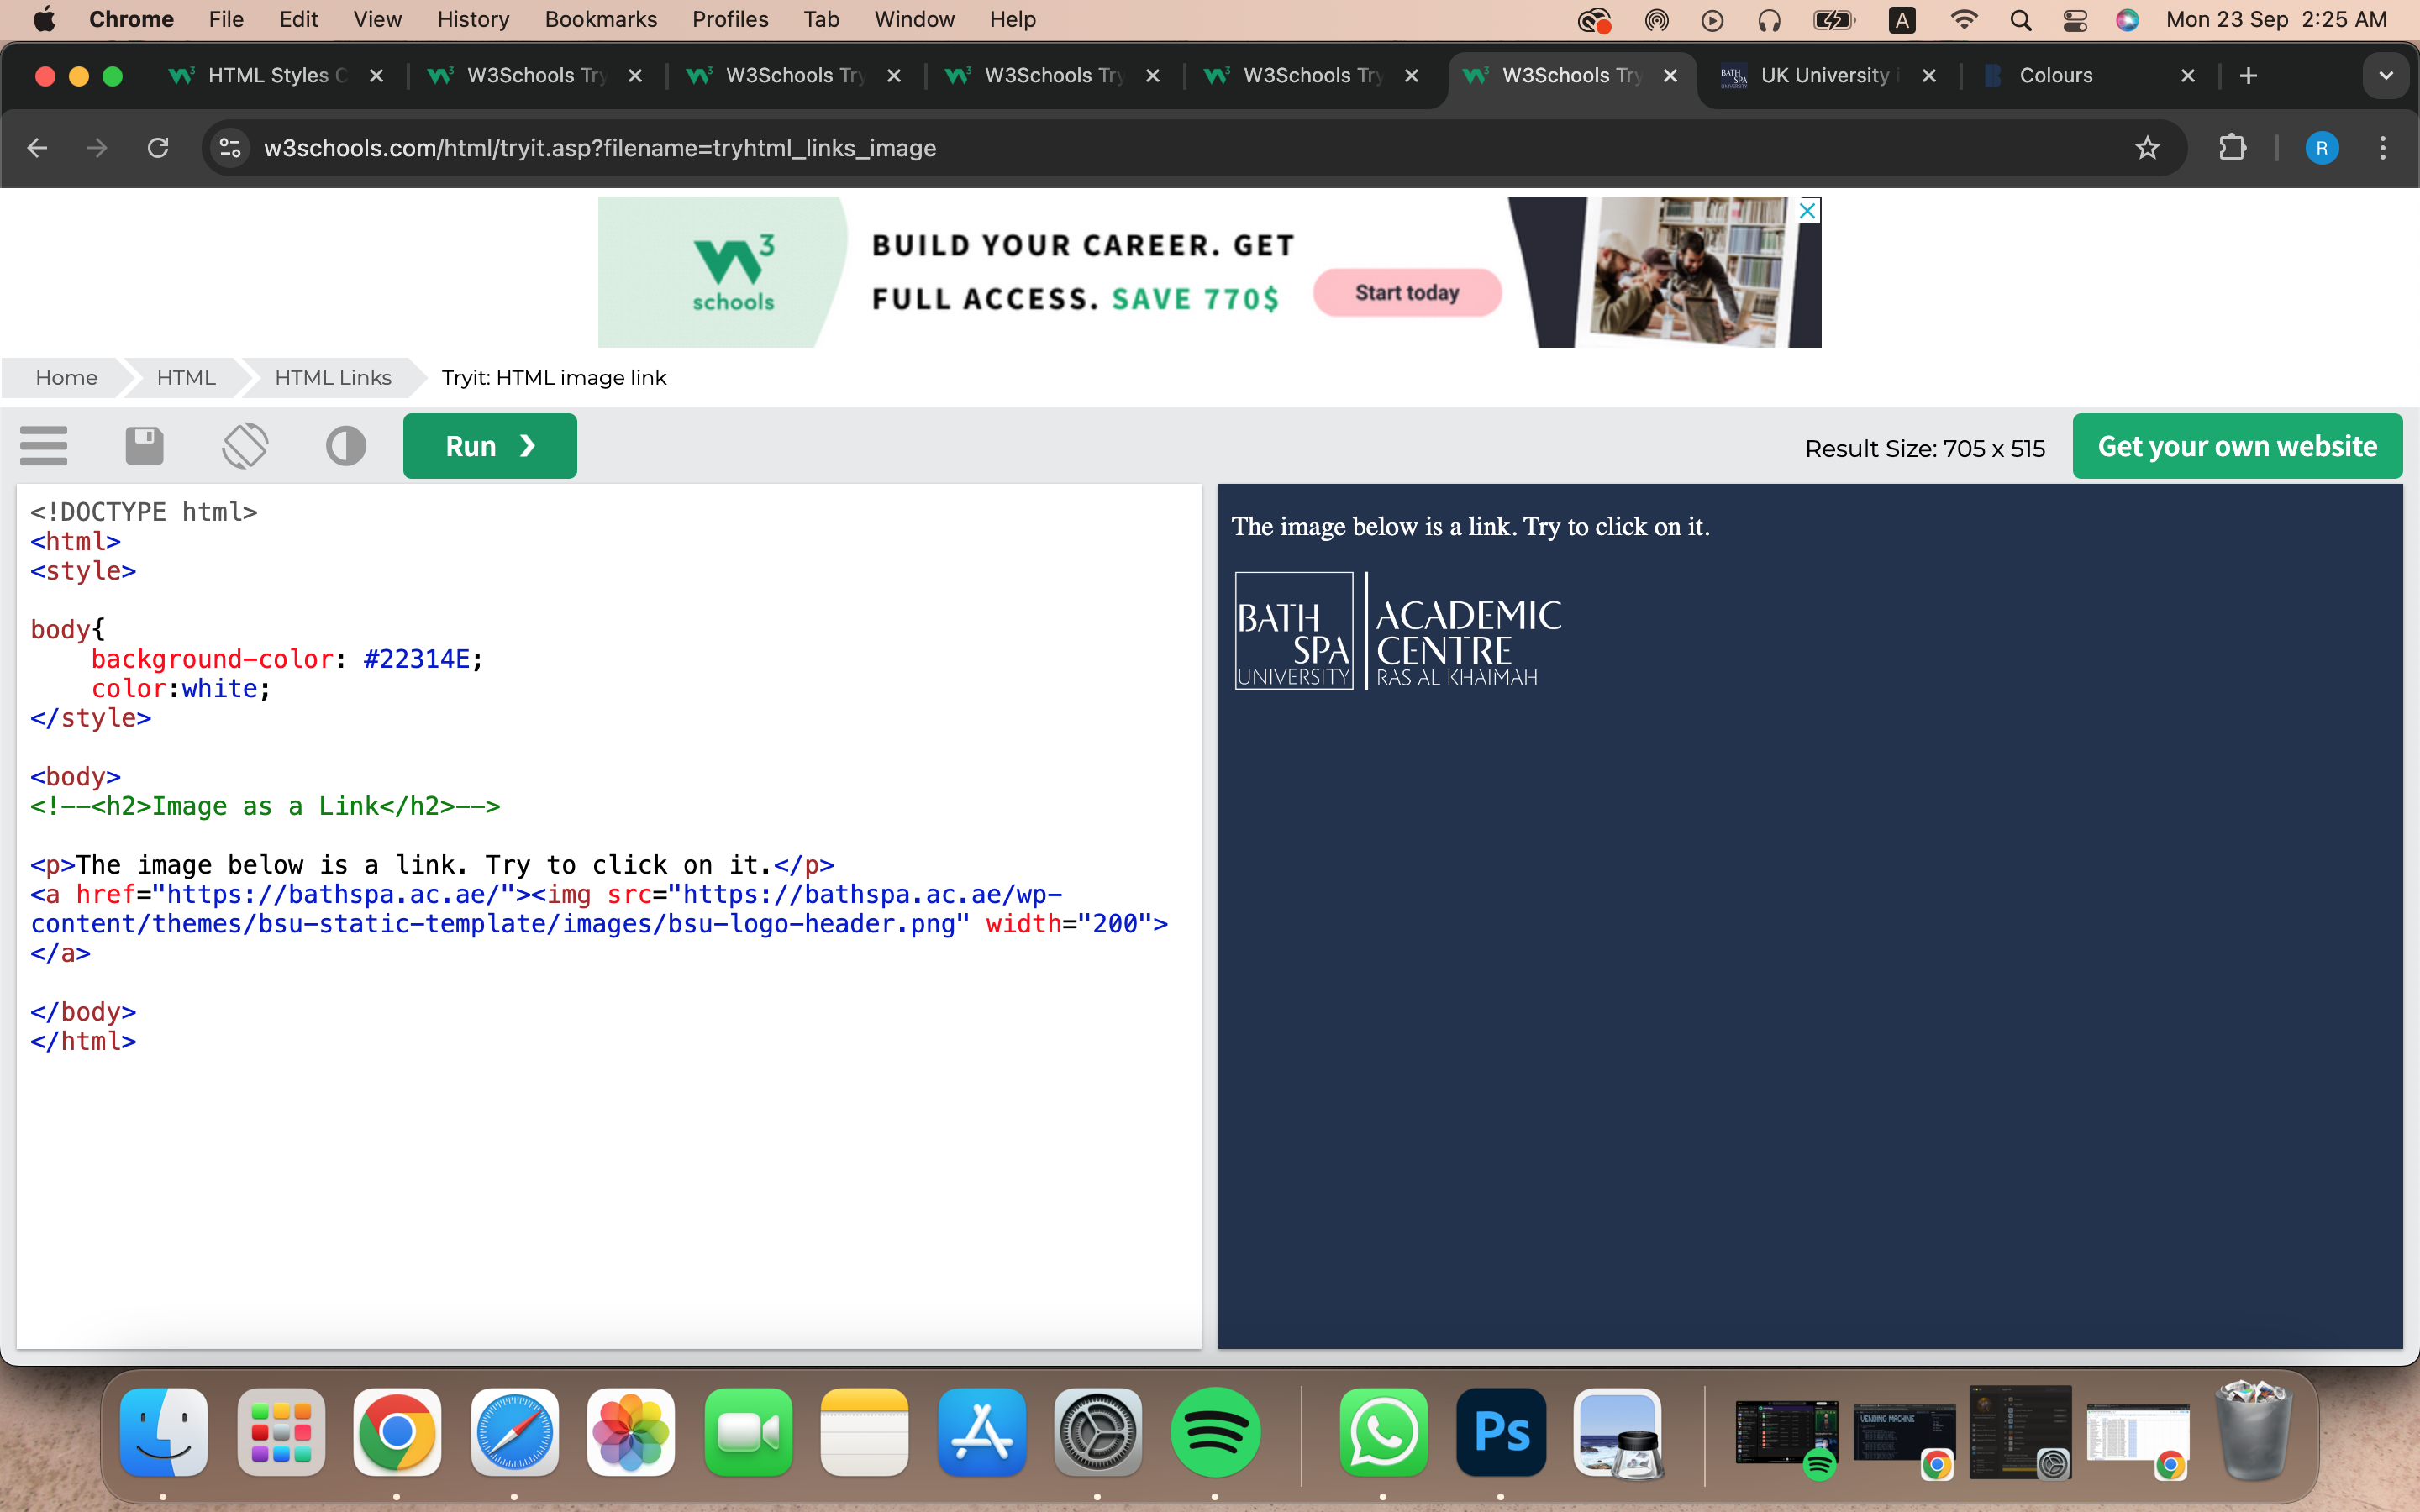 Chrome File Edit View History Bookmarks Profiles Tab Window Help A Mon 23 Sep 2:25 AM
HTML Styles W3Schools Try W3Schools Try W3Schools Try W3Schools Try W3Schools Try BATH SPA UNIVERSITY UK University Colours
w3schools.com/html/tryit.asp?filename=tryhtml_links_image R
W3 schools
BUILD YOUR CAREER. GET
FULL ACCESS. SAVE 770$
Start today
Home HTML HTML Links Tryit: HTML image link
Run ❯ Result Size: 705 x 515 Get your own website
<!DOCTYPE html>
<html>
<style>
body{
    background-color: #22314E;
    color:white;
</style>
<body>
<!--<h2>Image as a Link</h2>-->
<p>The image below is a link. Try to click on it.</p>
<a href="https://bathspa.ac.ae/"><img src="https://bathspa.ac.ae/wp-
content/themes/bsu-static-template/images/bsu-logo-header.png" width="200">
</a>
</body>
</html>
The image below is a link. Try to click on it.
BATH
SPA
UNIVERSITY
ACADEMIC
CENTRE
RAS AL KHAIMAH
Ps
VENDING MACHINE